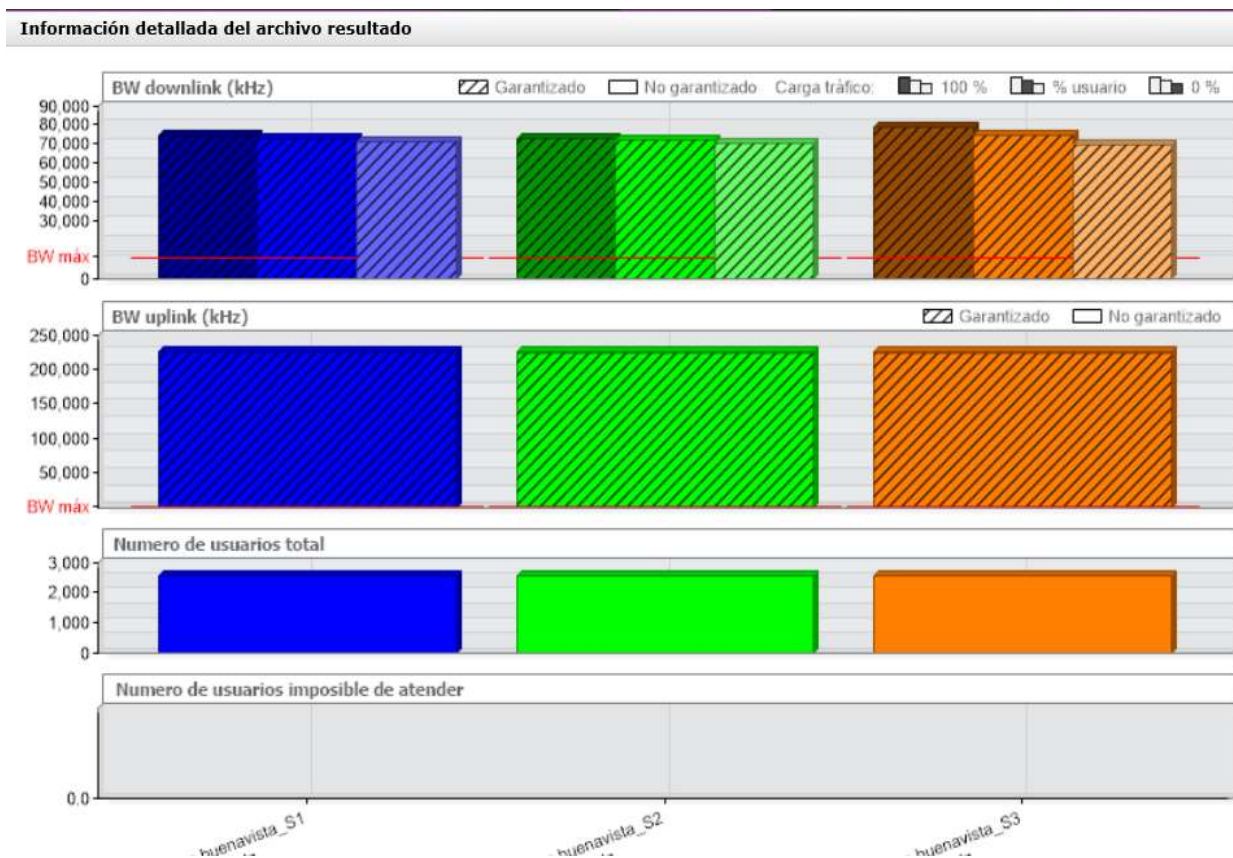 Información detallada del archivo resultado
BW downlink (kHz) Garantizado No garantizado Carga tráfico: 100 % % usuario 0 %
90,000
80,000
70,000
60,000
50,000
40,000
30,000
BW máx
0
BW uplink (kHz) Garantizado No garantizado
250,000
200,000
150,000
100,000
50,000
BW máx
Numero de usuarios total
3,000
2,000
1,000
0
Numero de usuarios imposible de atender
0.0
buenavista_S1
buenavista_S2
buenavista_S3